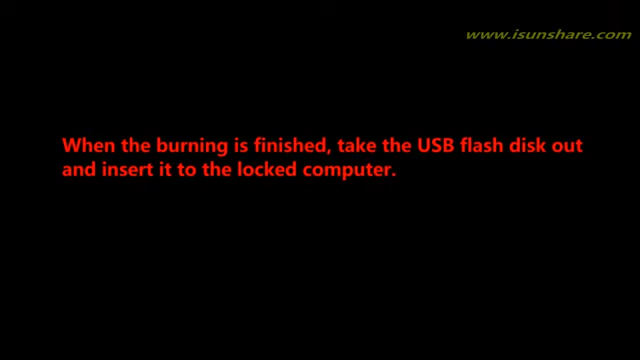 www.isunshare.com
When the burning is finished, take the USB flash disk out
and insert it to the locked computer.